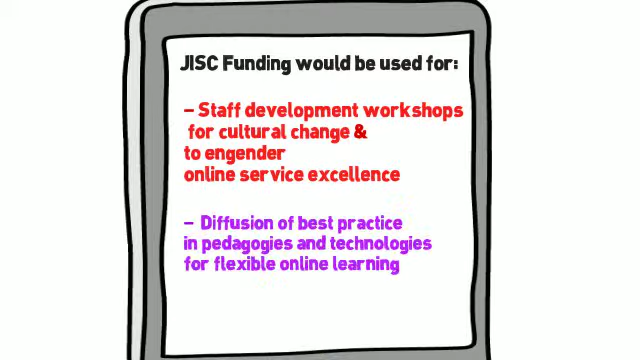 JISC Funding would be used for:
– Staff development workshops
for cultural change &
to engender
online service excellence
– Diffusion of best practice
in pedagogies and technologies
for flexible online learning